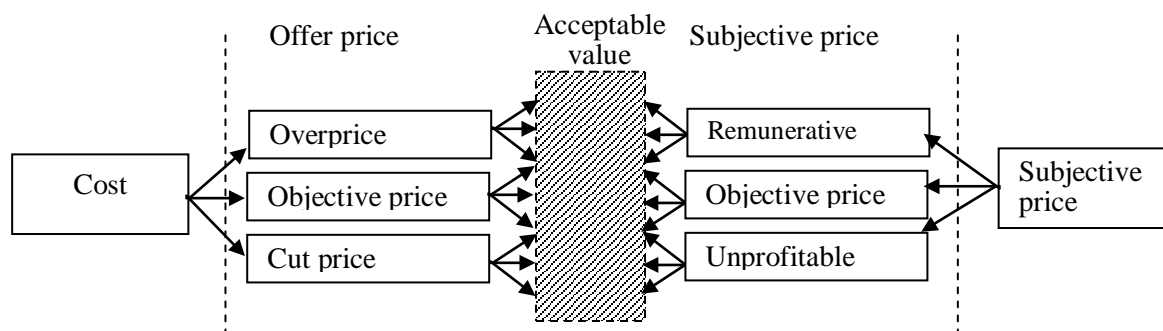 Offer price
Acceptable
value
Subjective price
Overprice
Remunerative
Cost
Objective price
Objective price
Subjective
price
Cut price
Unprofitable